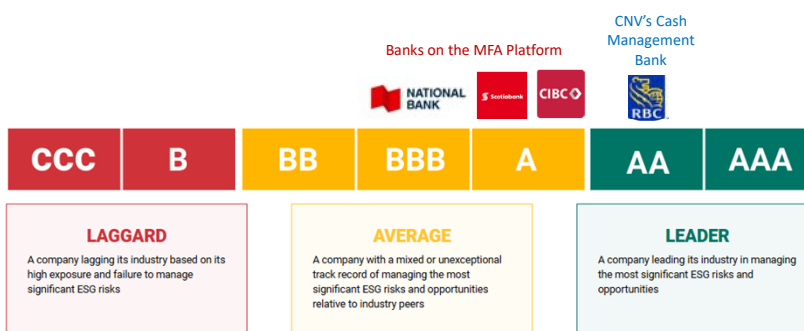 CNV's Cash
Management
Bank
Banks on the MFA Platform
NATIONAL
BANK
Scotiabank
CIBC
RBC
CCC
B
BB
BBB
A
AA
AAA
LAGGARD
A company lagging its industry based on its
high exposure and failure to manage
significant ESG risks
AVERAGE
A company with a mixed or unexceptional
track record of managing the most
significant ESG risks and opportunities
relative to industry peers
LEADER
A company leading its industry in managing
the most significant ESG risks and
opportunities